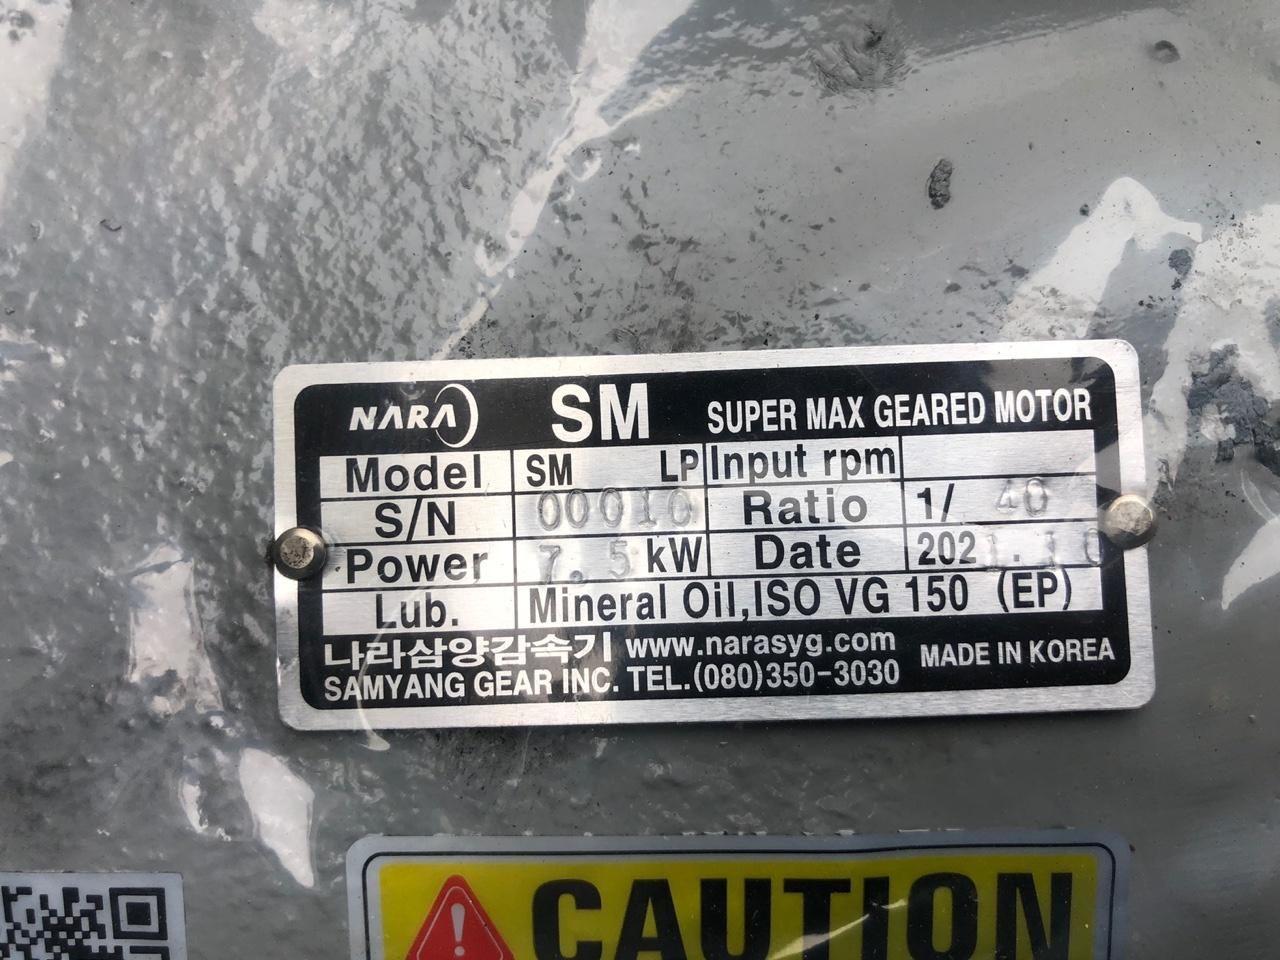 NARA SM SUPER MAX GEARED MOTOR
Model SM LP Input rpm
S/N 00010 Ratio 1/ 40
Power 7.5 kW Date 2021.10
Lub. Mineral Oil,ISO VG 150 (EP)
나라삼양감속기 www.narasyg.com
SAMYANG GEAR INC. TEL.(080)350-3030 MADE IN KOREA
CAUTION